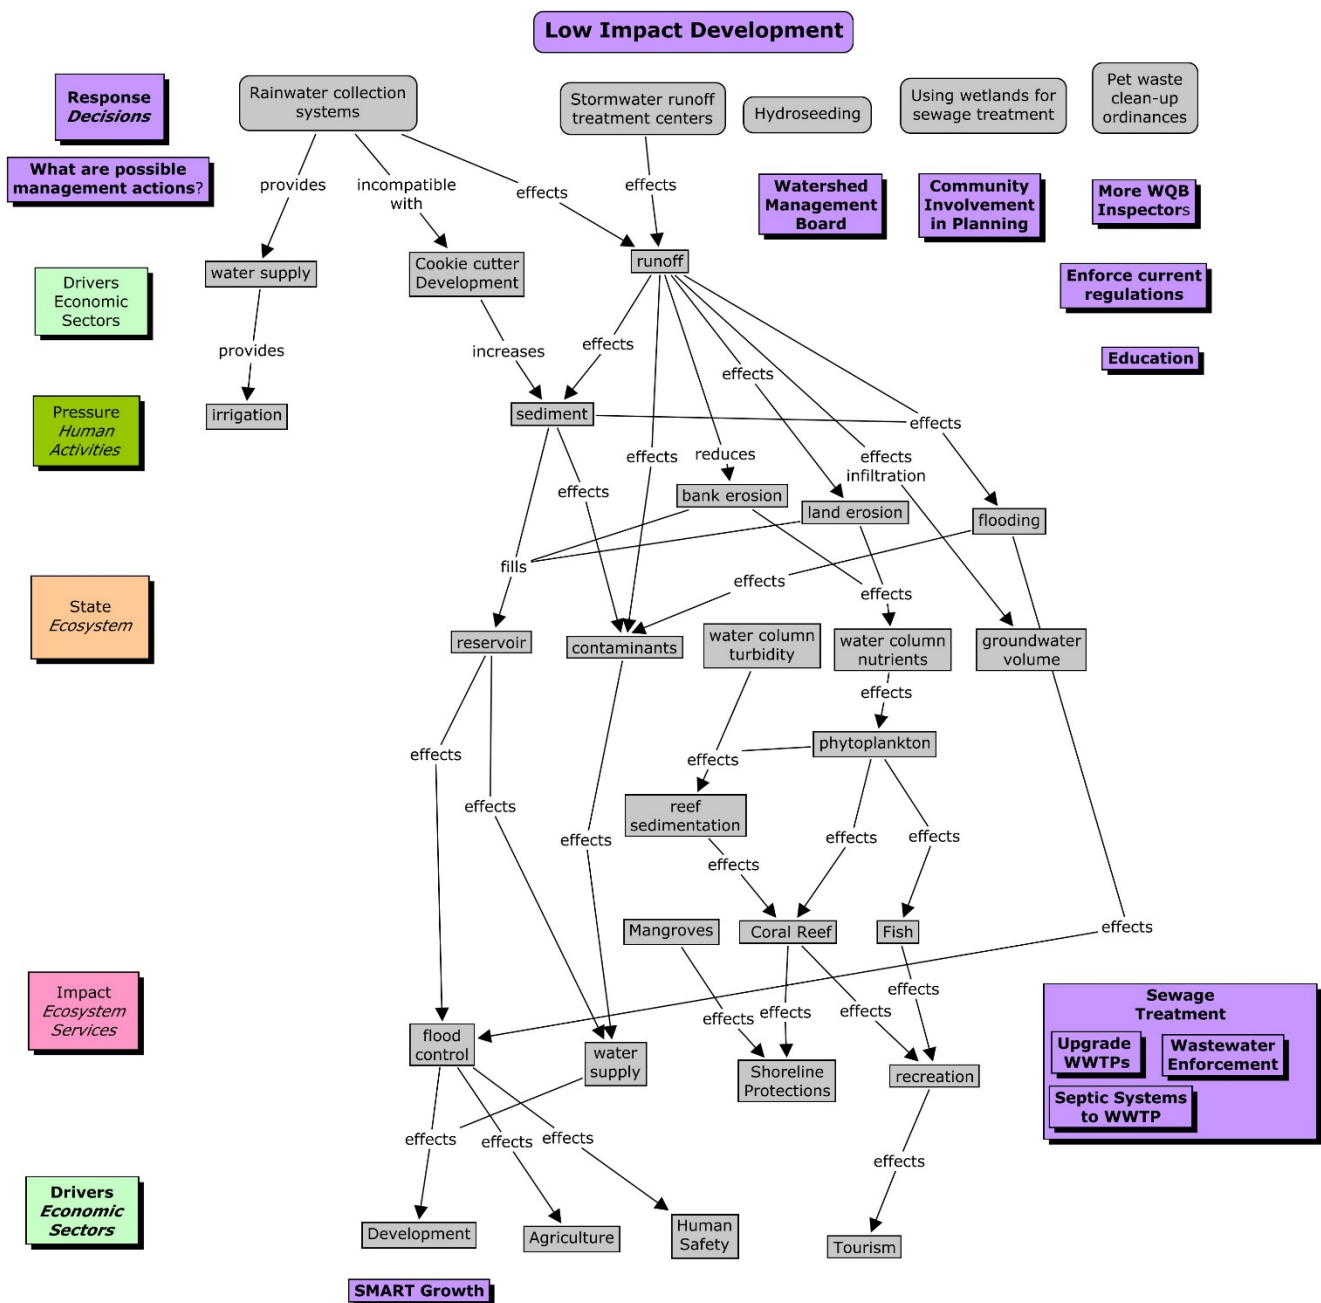 Low Impact Development
Response
Decisions
Rainwater collection
systems
Stormwater runoff
treatment centers
Hydroseeding
Using wetlands for
sewage treatment
Pet waste
clean-up
ordinances
What are possible
management actions?
provides
incompatible
with
effects
effects
Watershed
Management
Board
Community
Involvement
in Planning
More WQB
Inspectors
Drivers
Economic
Sectors
water supply
Cookie cutter
Development
runoff
Enforce current
regulations
provides
increases
effects
effects
Education
Pressure
Human
Activities
irrigation
sediment
effects
effects
effects
reduces
effects
infiltration
bank erosion
land erosion
flooding
fills
effects
effects
State
Ecosystem
reservoir
contaminants
water column
turbidity
water column
nutrients
groundwater
volume
effects
effects
effects
phytoplankton
effects
reef
sedimentation
effects
effects
effects
effects
Mangroves
Coral Reef
Fish
effects
Impact
Ecosystem
Services
effects
effects
effects
effects
flood
control
water
supply
Shoreline
Protections
recreation
Sewage
Treatment
Upgrade
WWTPs
Wastewater
Enforcement
Septic Systems
to WWTP
effects
effects
effects
effects
Drivers
Economic
Sectors
Development
Agriculture
Human
Safety
Tourism
SMART Growth